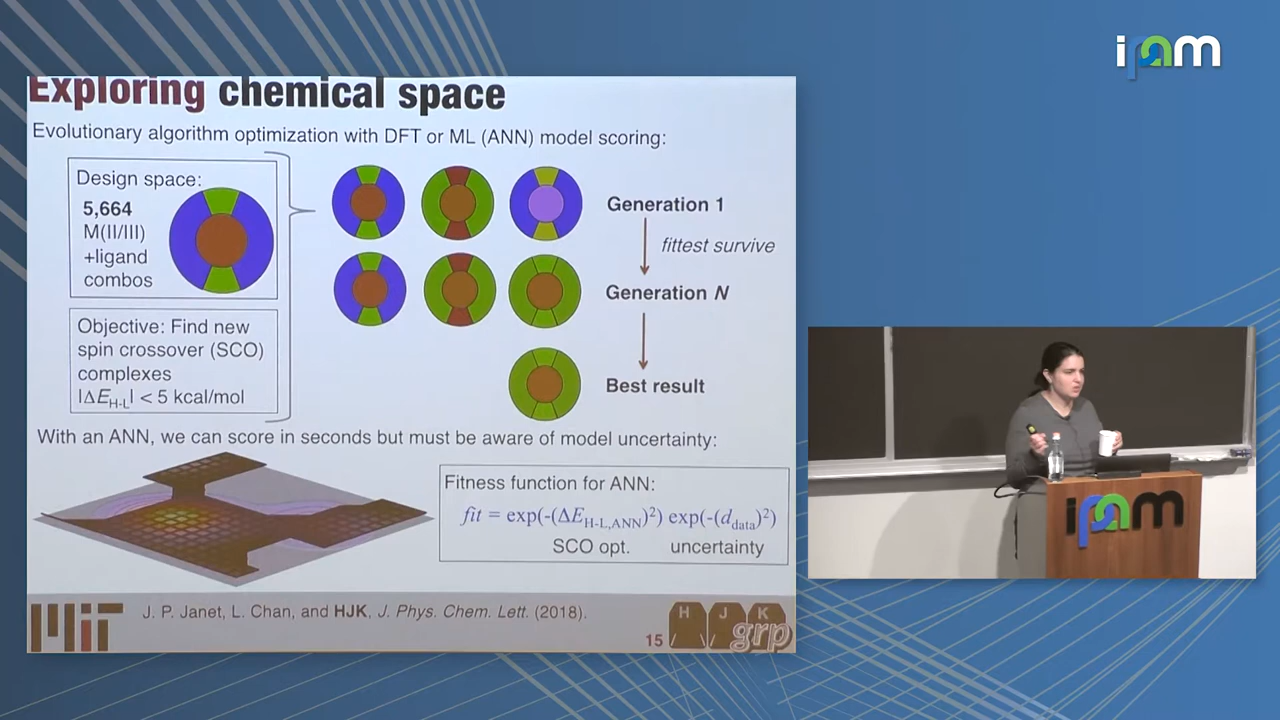 ipam
Exploring chemical space
Evolutionary algorithm optimization with DFT or ML (ANN) model scoring:
Design space:
5,664
M(II/III)
+ligand
combos
Objective: Find new
spin crossover (SCO)
complexes
|ΔE_H-L| < 5 kcal/mol
Generation 1
fittest survive
Generation N
Best result
With an ANN, we can score in seconds but must be aware of model uncertainty:
Fitness function for ANN:
fit = exp(-(ΔE_H-L,ANN)²) exp(-(d_data)²)
SCO opt. uncertainty
MIT
J. P. Janet, L. Chan, and HJK, J. Phys. Chem. Lett. (2018).
15
H J K
grp
ipam